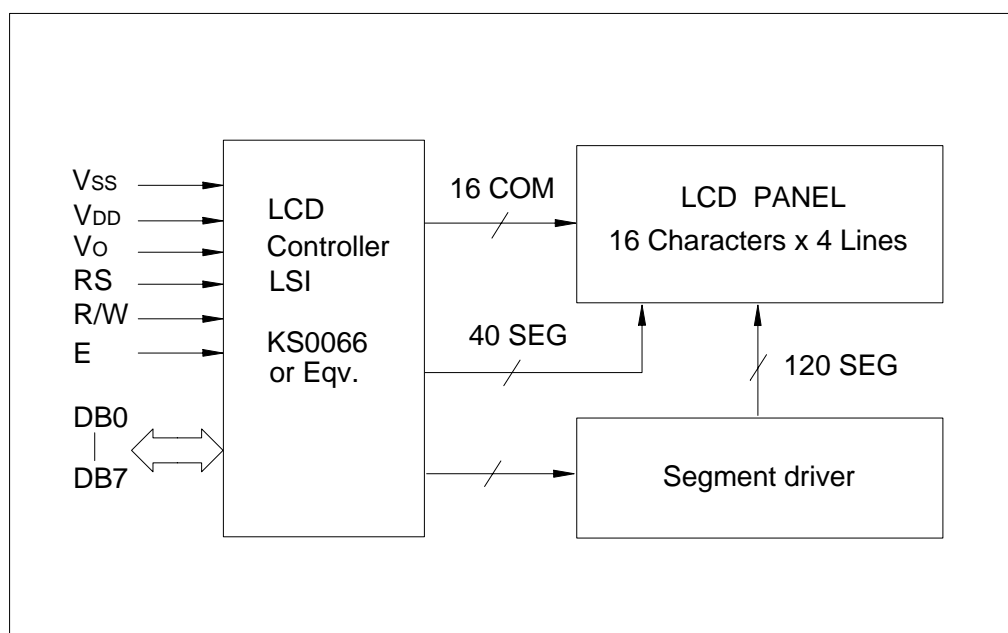 VSS
VDD
VO
RS
R/W
E
DB0
DB7
LCD
Controller
LSI
KS0066
or Eqv.
16 COM
40 SEG
LCD PANEL
16 Characters x 4 Lines
120 SEG
Segment driver